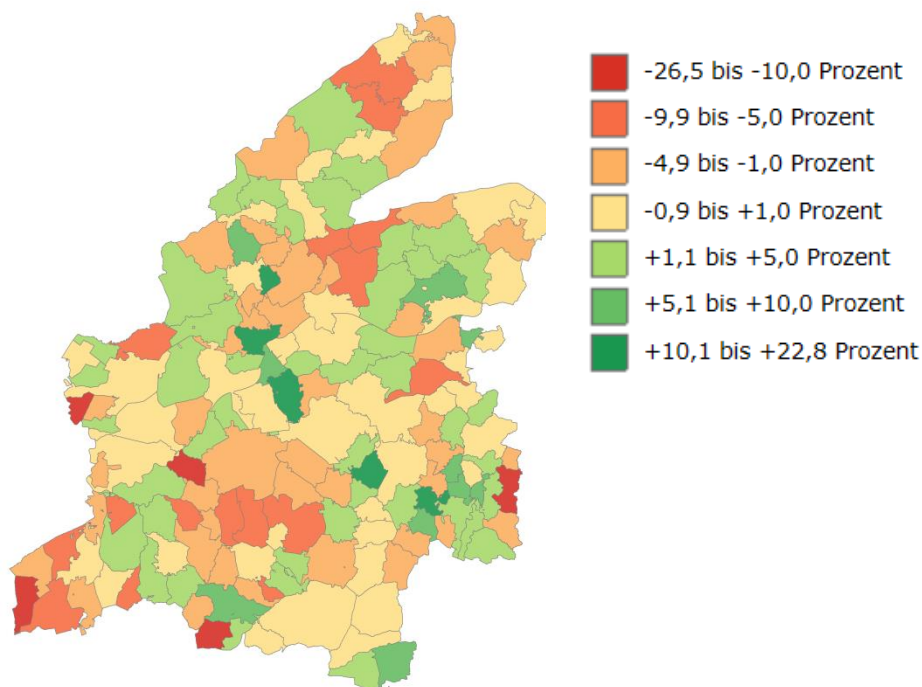 -26,5 bis -10,0 Prozent
-9,9 bis -5,0 Prozent
-4,9 bis -1,0 Prozent
-0,9 bis +1,0 Prozent
+1,1 bis +5,0 Prozent
+5,1 bis +10,0 Prozent
+10,1 bis +22,8 Prozent